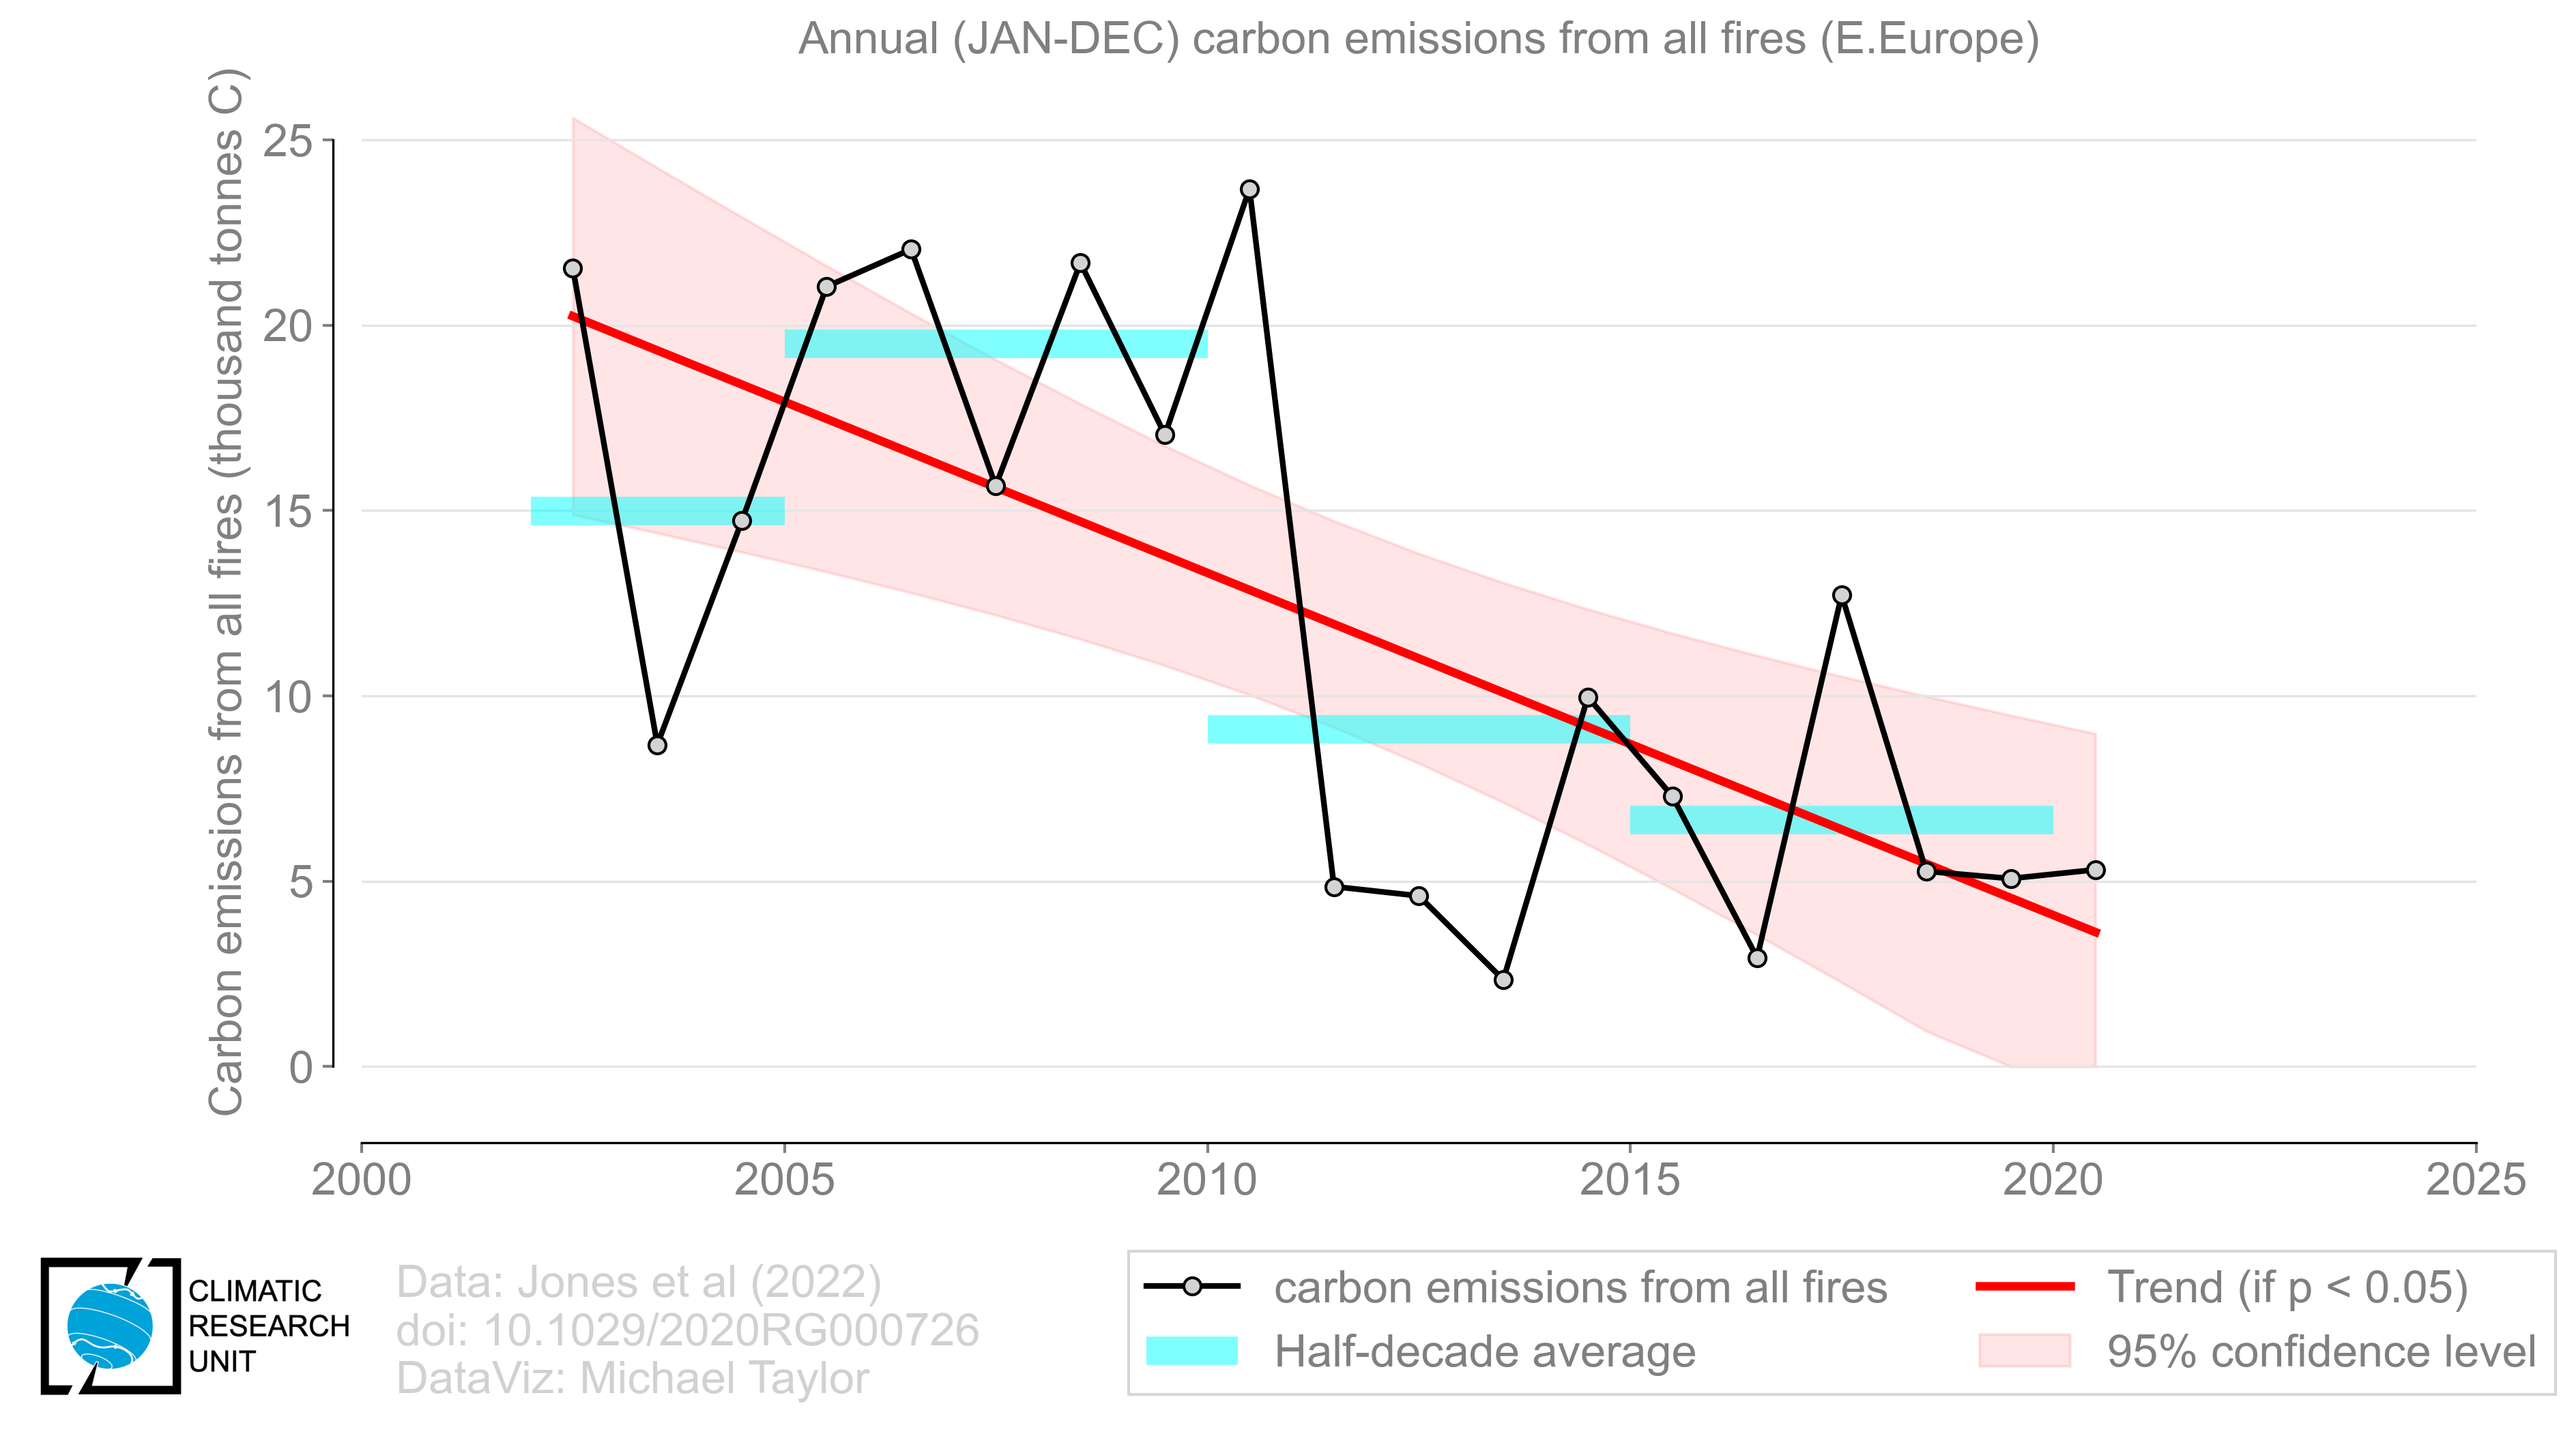 Annual (JAN-DEC) carbon emissions from all fires (E.Europe)
Carbon emissions from all fires (thousand tonnes C)
25
20
15
10
5
0
2000 2005 2010 2015 2020 2025
CLIMATIC
RESEARCH
UNIT
Data: Jones et al (2022)
doi: 10.1029/2020RG000726
DataViz: Michael Taylor
carbon emissions from all fires
Half-decade average
Trend (if p < 0.05)
95% confidence level